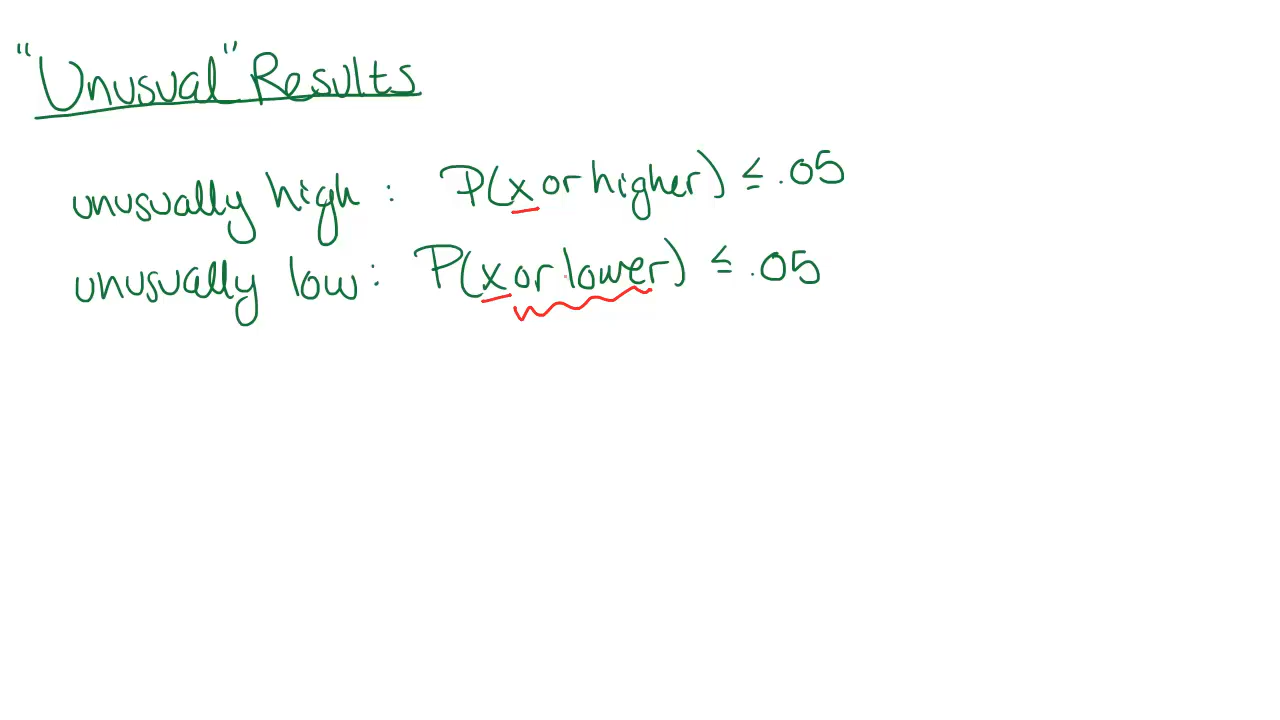 "Unusual" Results
unusually high : P(x or higher) ≤ .05
unusually low : P(x or lower) ≤ .05